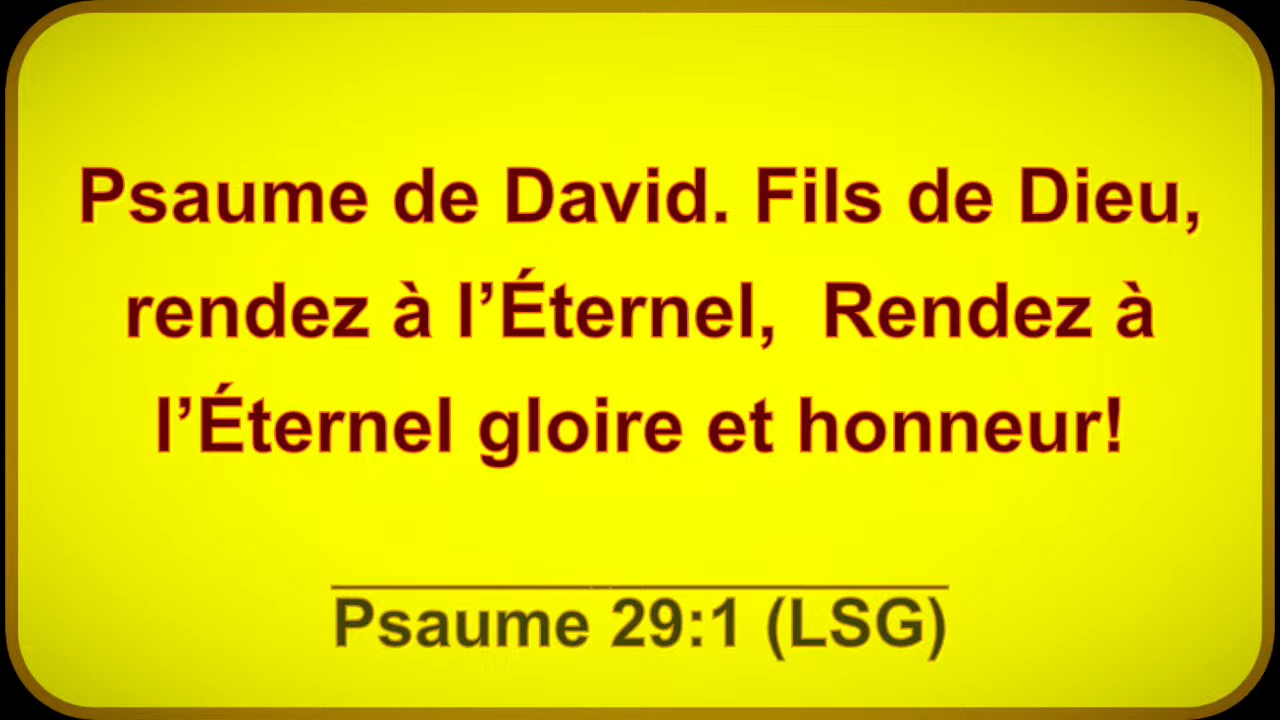 Psaume de David. Fils de Dieu,
rendez à l’Éternel,  Rendez à
l’Éternel gloire et honneur!
Psaume 29:1 (LSG)